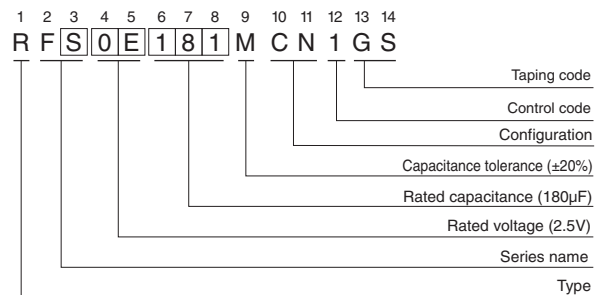 1 2 3 4 5 6 7 8 9 10 11 12 13 14
R F S 0 E 1 8 1 M C N 1 G S
Taping code
Control code
Configuration
Capacitance tolerance (±20%)
Rated capacitance (180µF)
Rated voltage (2.5V)
Series name
Type